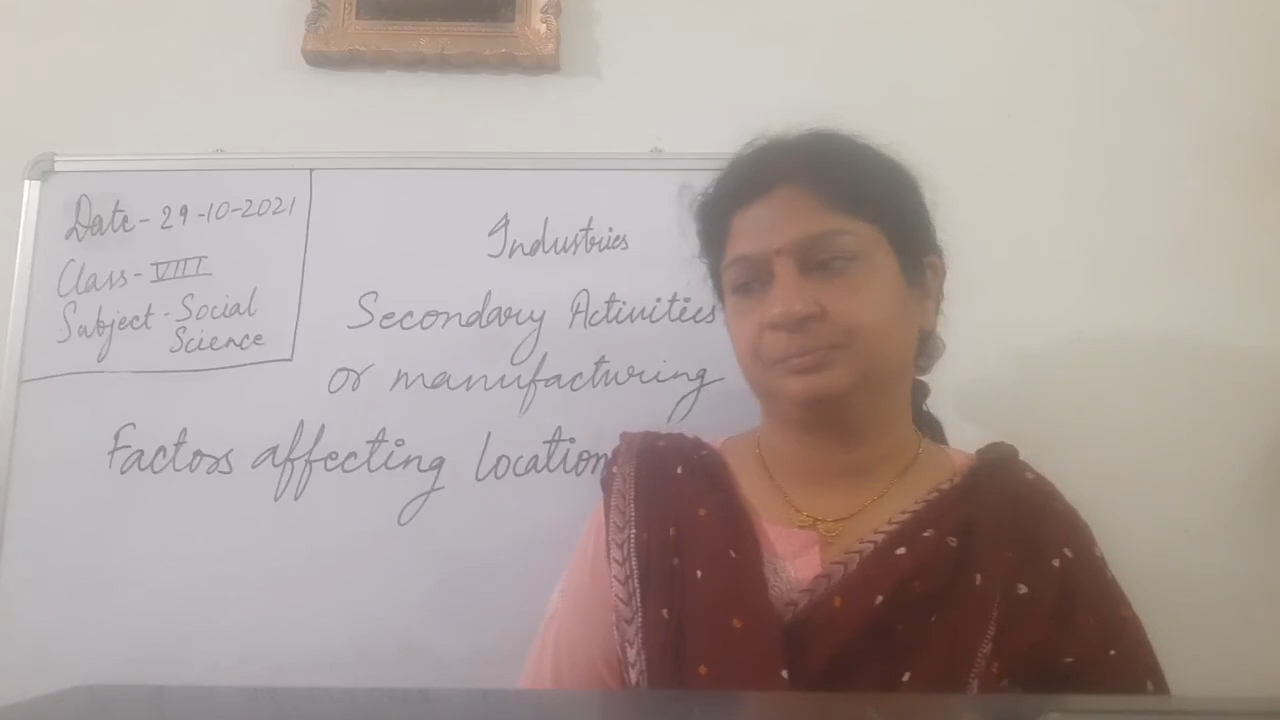 Date - 29-10-2021
Class - VIII
Subject - Social
Science
Industries
Secondary Activities
or manufacturing
Factors affecting location